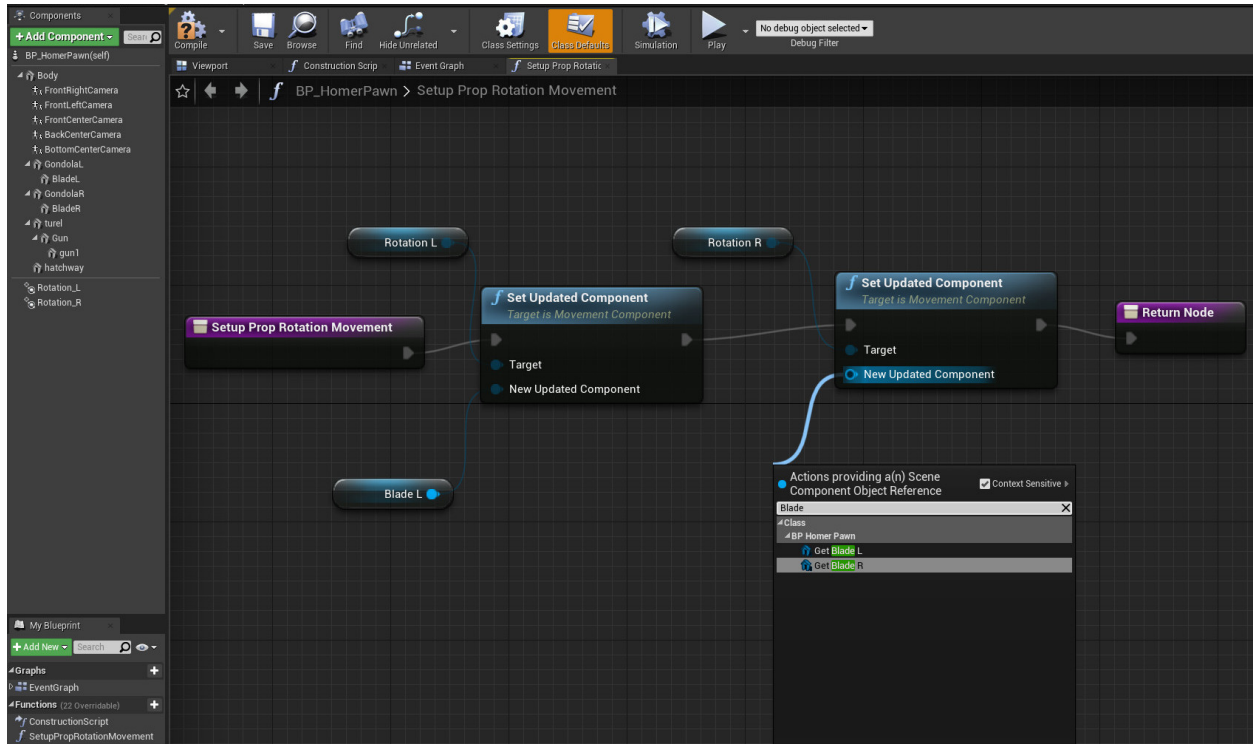 Components
+Add Component
Sear
BP_HomerPawn(self)
Body
FrontRightCamera
FrontLeftCamera
FrontCenterCamera
BackCenterCamera
BottomCenterCamera
GondolaL
BladeL
GondolaR
BladeR
turel
Gun
gun1
hatchway
Rotation_L
Rotation_R
My Blueprint
+Add New
Search
Graphs
EventGraph
Functions (22 Overridable)
ConstructionScript
SetupPropRotationMovement
Compile
Save
Browse
Find
Hide Unrelated
Class Settings
Class Defaults
Simulation
Play
No debug object selected
Debug Filter
Viewport
Construction Scrip
Event Graph
Setup Prop Rotatic
BP_HomerPawn > Setup Prop Rotation Movement
Rotation L
Rotation R
Set Updated Component
Target is Movement Component
Target
New Updated Component
Set Updated Component
Target is Movement Component
Target
New Updated Component
Setup Prop Rotation Movement
Return Node
Blade L
Actions providing a(n) Scene
Component Object Reference
Context Sensitive
Blade
Class
BP Homer Pawn
Get Blade L
Get Blade R